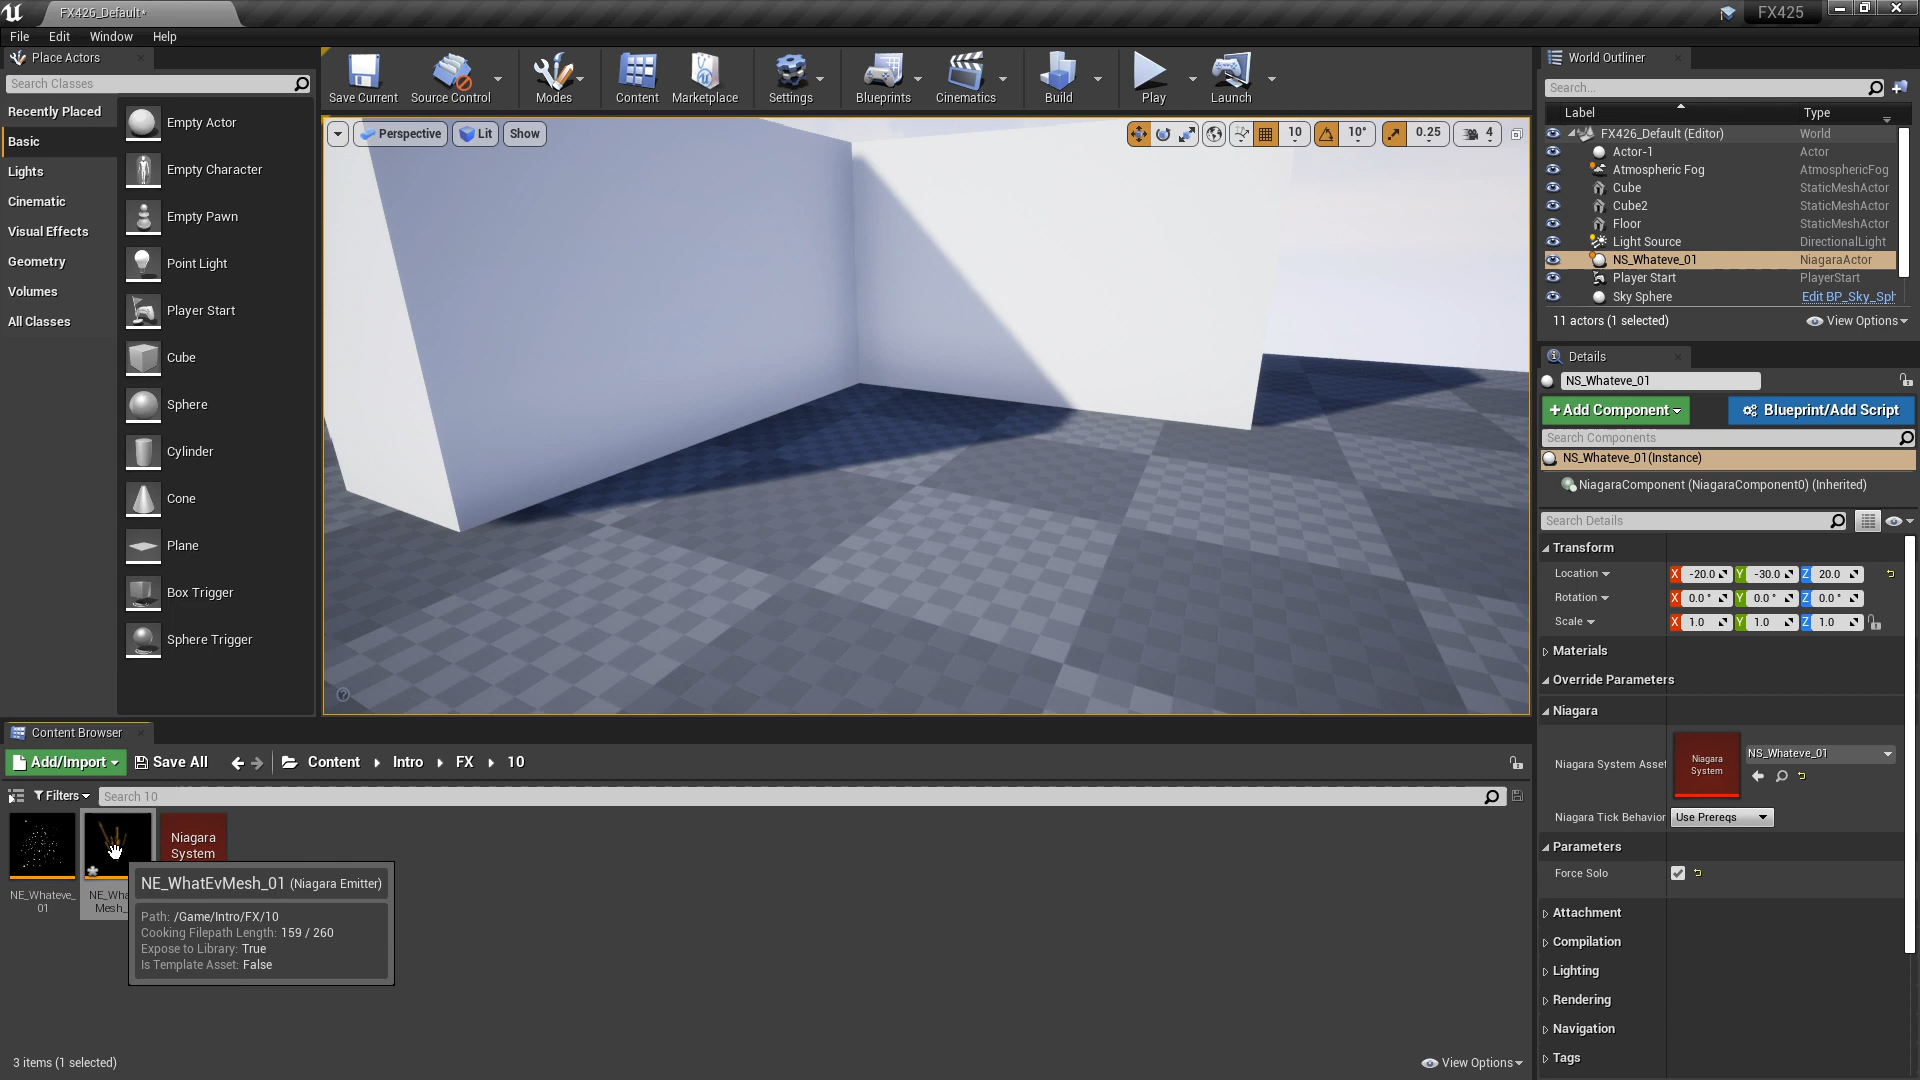 FX426_Default*
FX425
File
Edit
Window
Help
Place Actors
Search Classes
Recently Placed
Basic
Lights
Cinematic
Visual Effects
Geometry
Volumes
All Classes
Empty Actor
Empty Character
Empty Pawn
Point Light
Player Start
Cube
Sphere
Cylinder
Cone
Plane
Box Trigger
Sphere Trigger
Save Current
Source Control
Modes
Content
Marketplace
Settings
Blueprints
Cinematics
Build
Play
Launch
Perspective
Lit
Show
10
10°
0.25
4
World Outliner
Search...
Label
Type
FX426_Default (Editor)
World
Actor-1
Actor
Atmospheric Fog
AtmosphericFog
Cube
StaticMeshActor
Cube2
StaticMeshActor
Floor
StaticMeshActor
Light Source
DirectionalLight
NS_Whateve_01
NiagaraActor
Player Start
PlayerStart
Sky Sphere
Edit BP_Sky_Sph
11 actors (1 selected)
View Options
Details
NS_Whateve_01
+Add Component
Blueprint/Add Script
Search Components
NS_Whateve_01(Instance)
NiagaraComponent (NiagaraComponent0) (Inherited)
Search Details
Transform
Location
X -20.0 Y -30.0 Z 20.0
Rotation
X 0.0 ° Y 0.0 ° Z 0.0 °
Scale
X 1.0 Y 1.0 Z 1.0
Materials
Override Parameters
Niagara
Niagara System Asset
Niagara
System
NS_Whateve_01
Niagara Tick Behavior
Use Prereqs
Parameters
Force Solo
Attachment
Compilation
Lighting
Rendering
Navigation
Tags
Content Browser
Add/Import
Save All
Content
Intro
FX
10
Filters
Search 10
Niagara
System
NE_Whateve_
01
NE_Wha
Mesh_
NE_WhatEvMesh_01 (Niagara Emitter)
Path: /Game/Intro/FX/10
Cooking Filepath Length: 159 / 260
Expose to Library: True
Is Template Asset: False
3 items (1 selected)
View Options